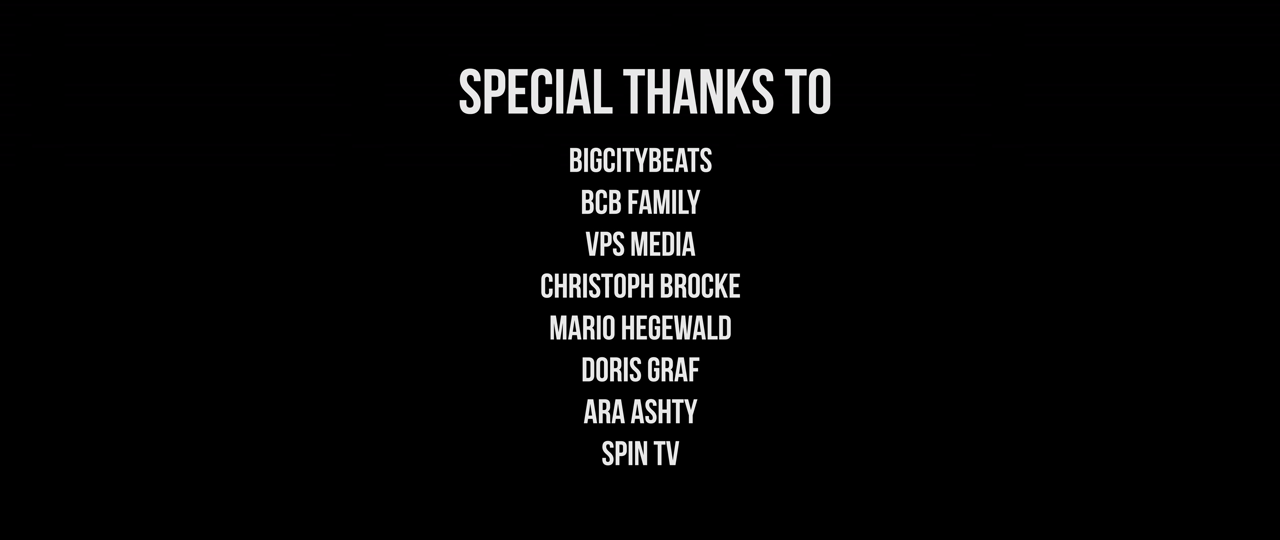 SPECIAL THANKS TO
BIGCITYBEATS
BCB FAMILY
VPS MEDIA
CHRISTOPH BROCKE
MARIO HEGEWALD
DORIS GRAF
ARA ASHTY
SPIN TV